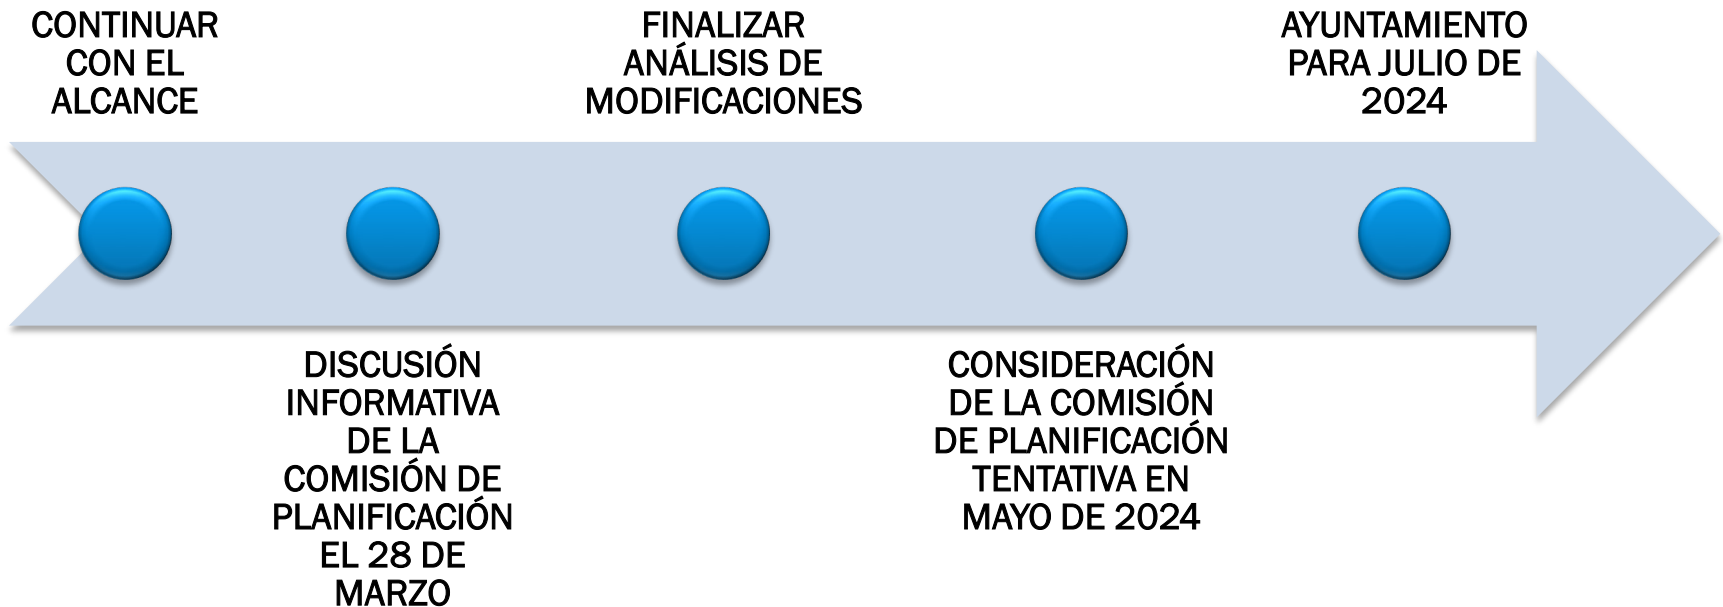 CONTINUAR
CON EL
ALCANCE
DISCUSIÓN
INFORMATIVA
DE LA
COMISIÓN DE
PLANIFICACIÓN
EL 28 DE
MARZO
FINALIZAR
ANÁLISIS DE
MODIFICACIONES
CONSIDERACIÓN
DE LA COMISIÓN
DE PLANIFICACIÓN
TENTATIVA EN
MAYO DE 2024
AYUNTAMIENTO
PARA JULIO DE
2024